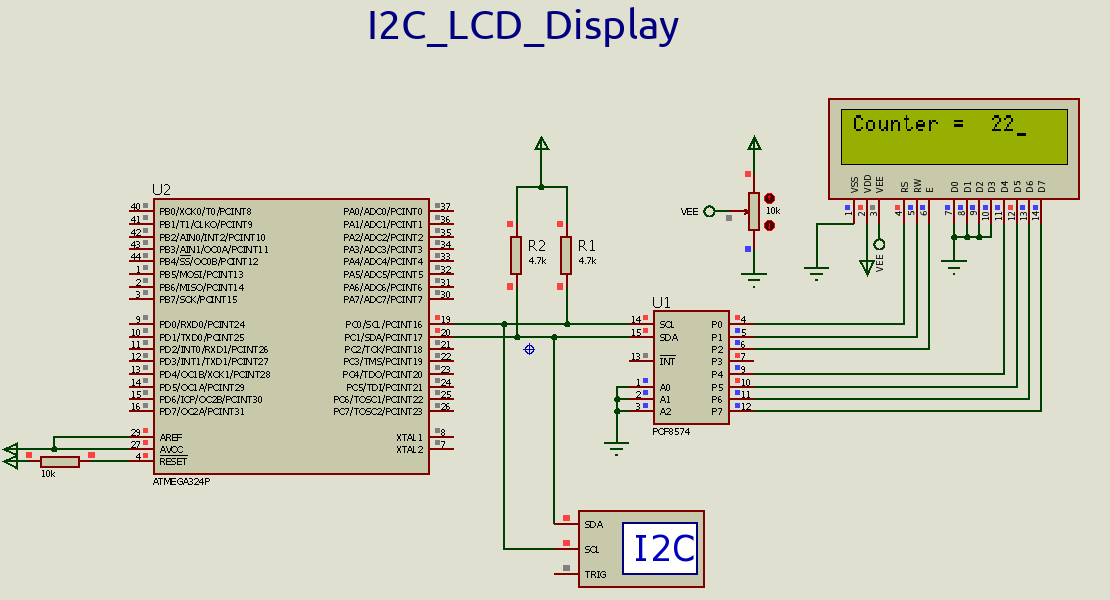 I2C_LCD_Display
Counter = 22_
VSS VDD VEE RS RW E D0 D1 D2 D3 D4 D5 D6 D7
1 2 3 4 5 6 7 8 9 10 11 12 13 14
VEE
10k
VEE
R2
4.7k
R1
4.7k
U2
40 PB0/XCK0/T0/PCINT8 PA0/ADC0/PCINT0 37
41 PB1/T1/CLKO/PCINT9 PA1/ADC1/PCINT1 36
42 PB2/AIN0/INT2/PCINT10 PA2/ADC2/PCINT2 35
43 PB3/AIN1/OC0A/PCINT11 PA3/ADC3/PCINT3 34
44 PB4/SS/OC0B/PCINT12 PA4/ADC4/PCINT4 33
1 PB5/MOSI/PCINT13 PA5/ADC5/PCINT5 32
2 PB6/MISO/PCINT14 PA6/ADC6/PCINT6 31
3 PB7/SCK/PCINT15 PA7/ADC7/PCINT7 30
9 PD0/RXD0/PCINT24 PC0/SCL/PCINT16 19
10 PD1/TXD0/PCINT25 PC1/SDA/PCINT17 20
11 PD2/INT0/RXD1/PCINT26 PC2/TCK/PCINT18 21
12 PD3/INT1/TXD1/PCINT27 PC3/TMS/PCINT19 22
13 PD4/OC1B/XCK1/PCINT28 PC4/TDO/PCINT20 23
14 PD5/OC1A/PCINT29 PC5/TDI/PCINT21 24
15 PD6/ICP/OC2B/PCINT30 PC6/TOSC1/PCINT22 25
16 PD7/OC2A/PCINT31 PC7/TOSC2/PCINT23 26
29 AREF XTAL1 8
27 AVCC XTAL2 7
4 RESET
10k
ATMEGA324P
U1
14 SCL P0 4
15 SDA P1 5
P2 6
13 INT P3 7
P4 9
1 A0 P5 10
2 A1 P6 11
3 A2 P7 12
PCF8574
SDA
SCL
TRIG
I2C